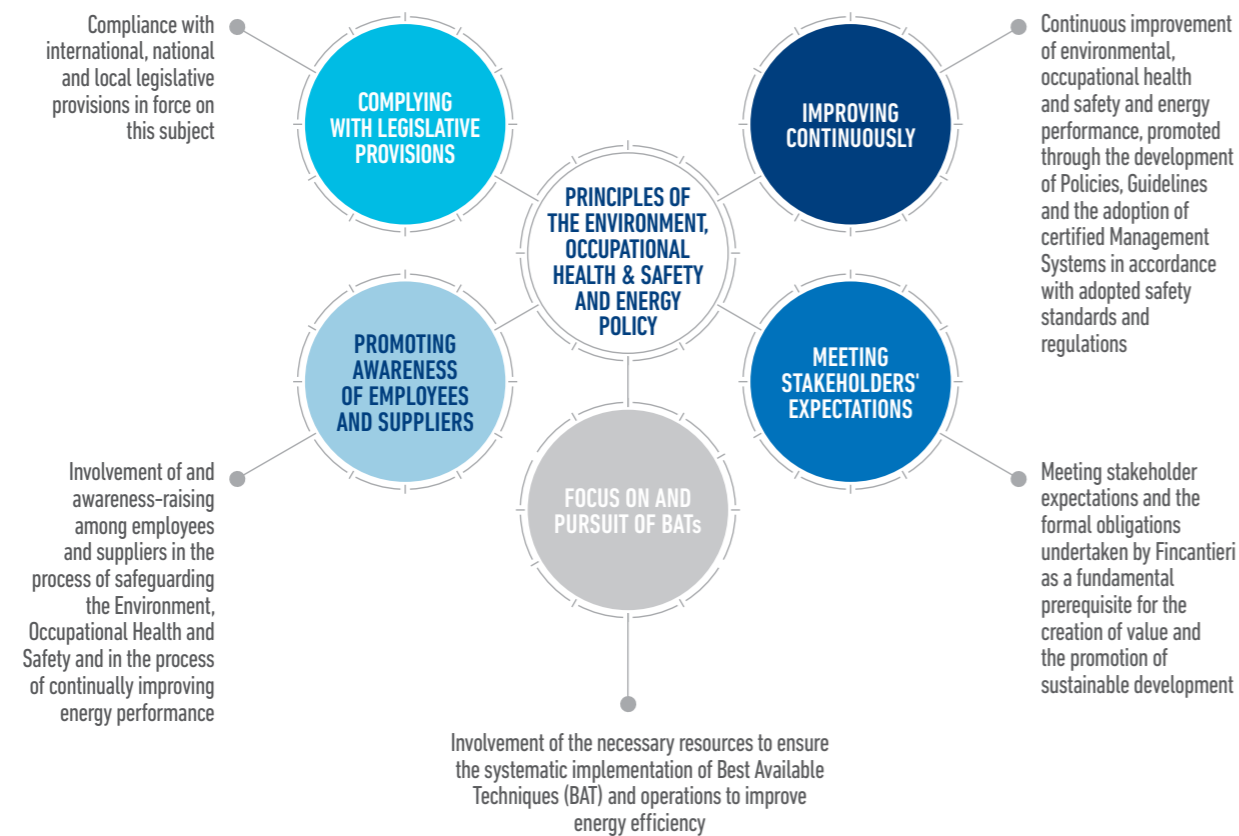 Compliance with
international, national
and local legislative
provisions in force on
this subject
COMPLYING
WITH LEGISLATIVE
PROVISIONS
IMPROVING
CONTINUOUSLY
Continuous improvement
of environmental,
occupational health
and safety and energy
performance, promoted
through the development
of Policies, Guidelines
and the adoption of
certified Management
Systems in accordance
with adopted safety
standards and
regulations
PRINCIPLES OF
THE ENVIRONMENT,
OCCUPATIONAL
HEALTH & SAFETY
AND ENERGY
POLICY
PROMOTING
AWARENESS
OF EMPLOYEES
AND SUPPLIERS
MEETING
STAKEHOLDERS'
EXPECTATIONS
Involvement of and
awareness-raising
among employees
and suppliers in the
process of safeguarding
the Environment,
Occupational Health and
Safety and in the process
of continually improving
energy performance
FOCUS ON AND
PURSUIT OF BATs
Meeting stakeholder
expectations and the
formal obligations
undertaken by Fincantieri
as a fundamental
prerequisite for the
creation of value and
the promotion of
sustainable development
Involvement of the necessary resources to ensure
the systematic implementation of Best Available
Techniques (BAT) and operations to improve
energy efficiency